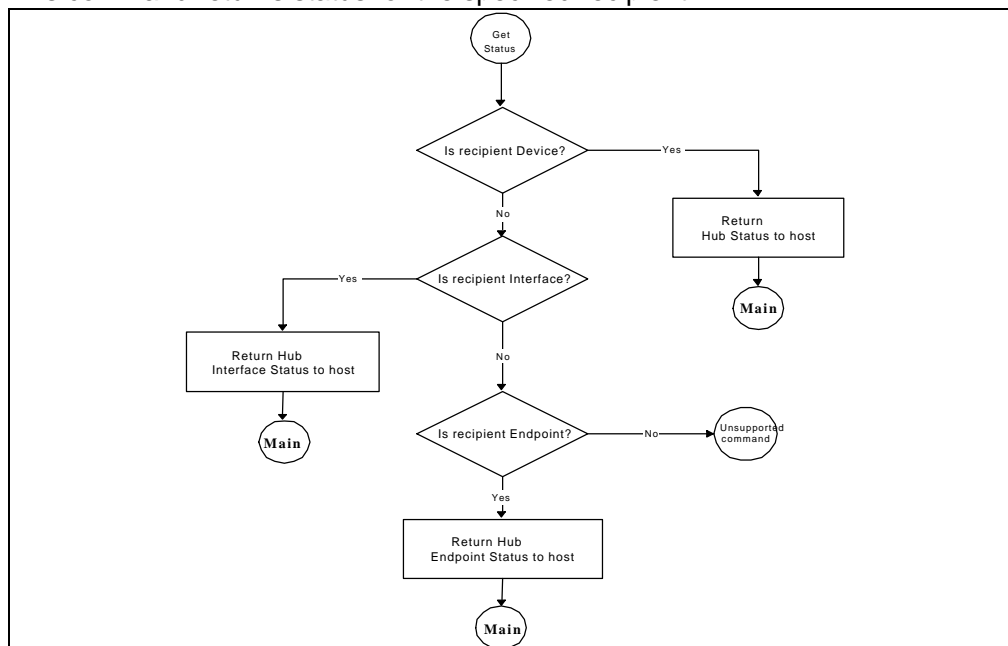 Get
Status
Is recipient Device?
Yes
No
Return
Hub Status to host
Is recipient Interface?
Yes
Main
No
Return Hub
Interface Status to host
Is recipient Endpoint?
No
Unsupported
command
Main
Yes
Return Hub
Endpoint Status to host
Main